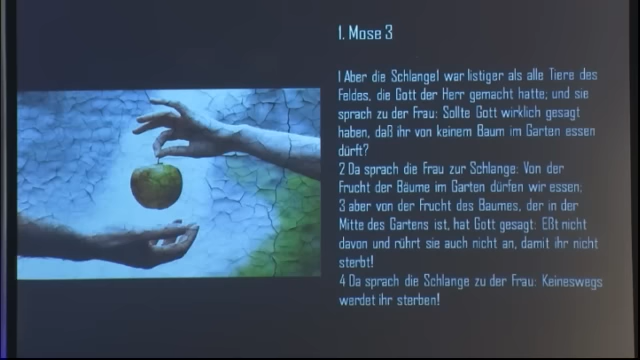 1. Mose 3
1 Aber die Schlangel war listiger als alle Tiere des
Feldes, die Gott der Herr gemacht hatte; und sie
sprach zu der Frau: Sollte Gott wirklich gesagt
haben, daß ihr von keinem Baum im Garten essen
dürft?
2 Da sprach die Frau zur Schlange: Von der
Frucht der Bäume im Garten dürfen wir essen;
3 aber von der Frucht des Baumes, der in der
Mitte des Gartens ist, hat Gott gesagt: Eßt nicht
davon und rührt sie auch nicht an, damit ihr nicht
sterbt!
4 Da sprach die Schlange zu der Frau: Keineswegs
werdet ihr sterben!